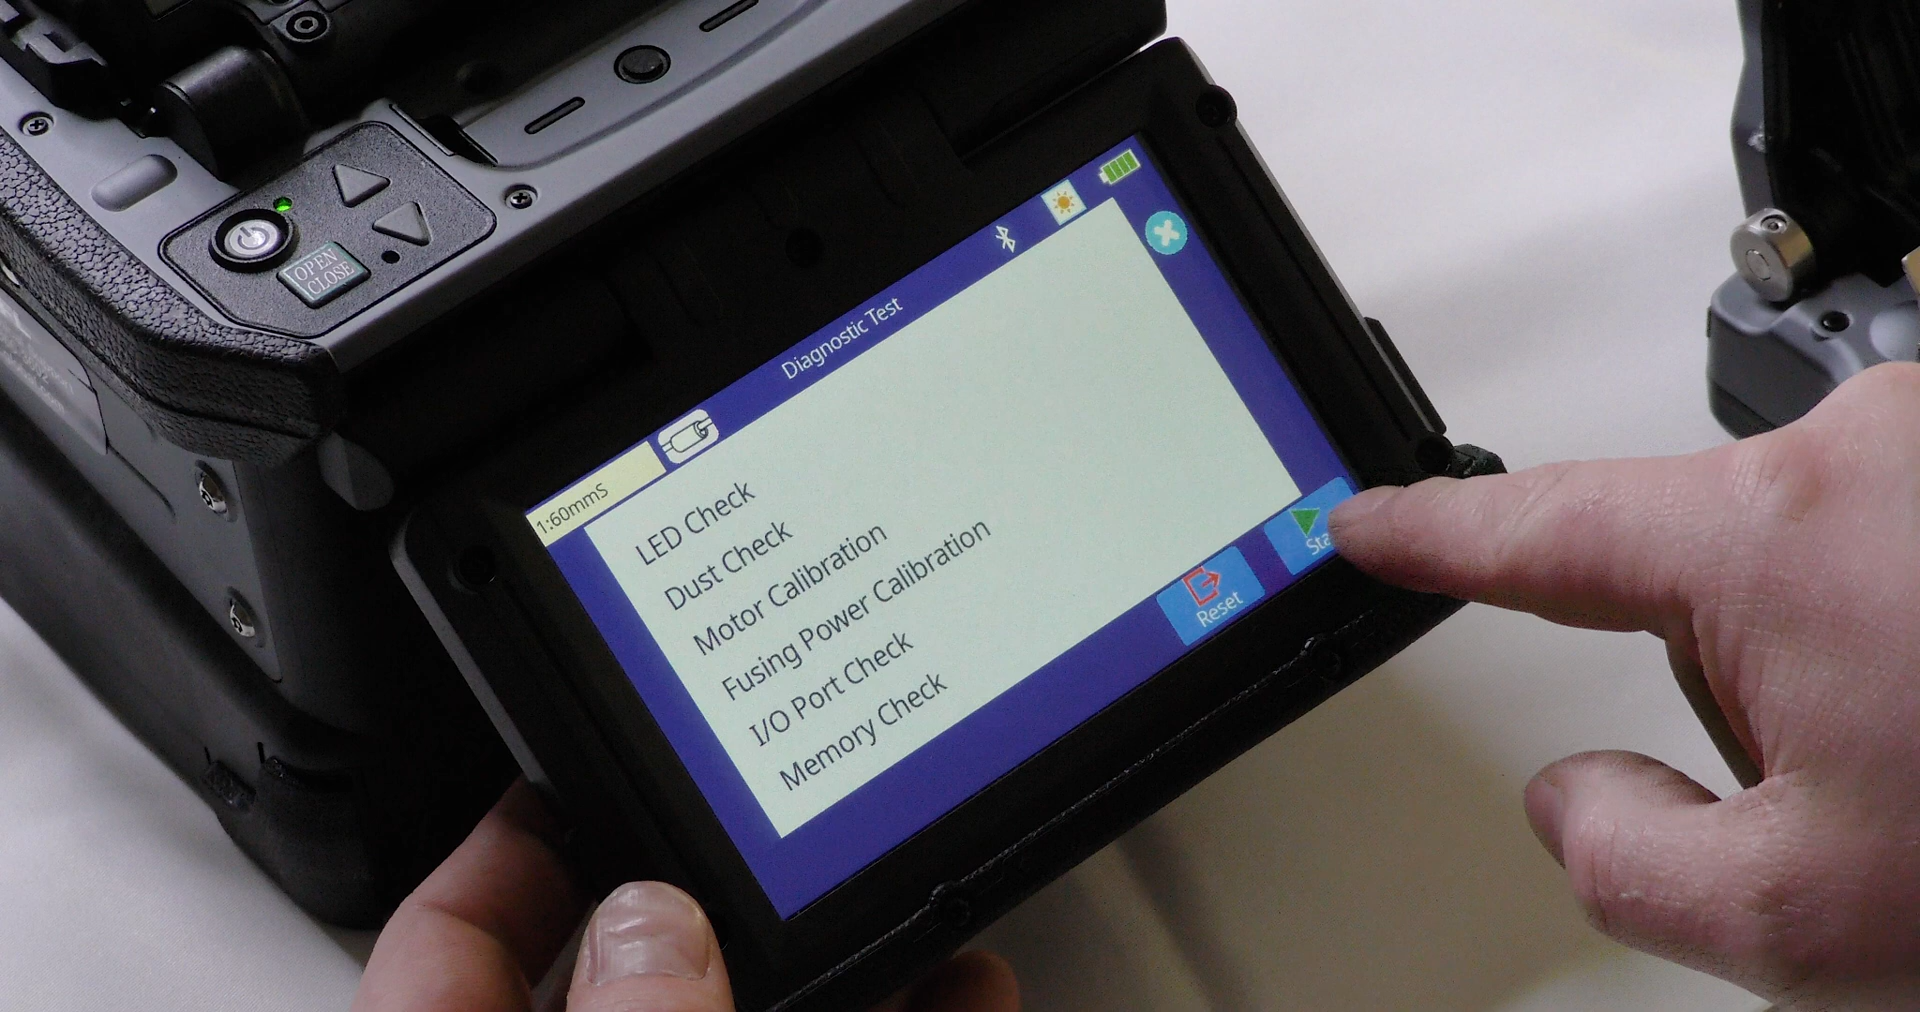 OPEN
CLOSE
Diagnostic Test
1:60mmS
LED Check
Dust Check
Motor Calibration
Fusing Power Calibration
I/O Port Check
Memory Check
Reset
Sta